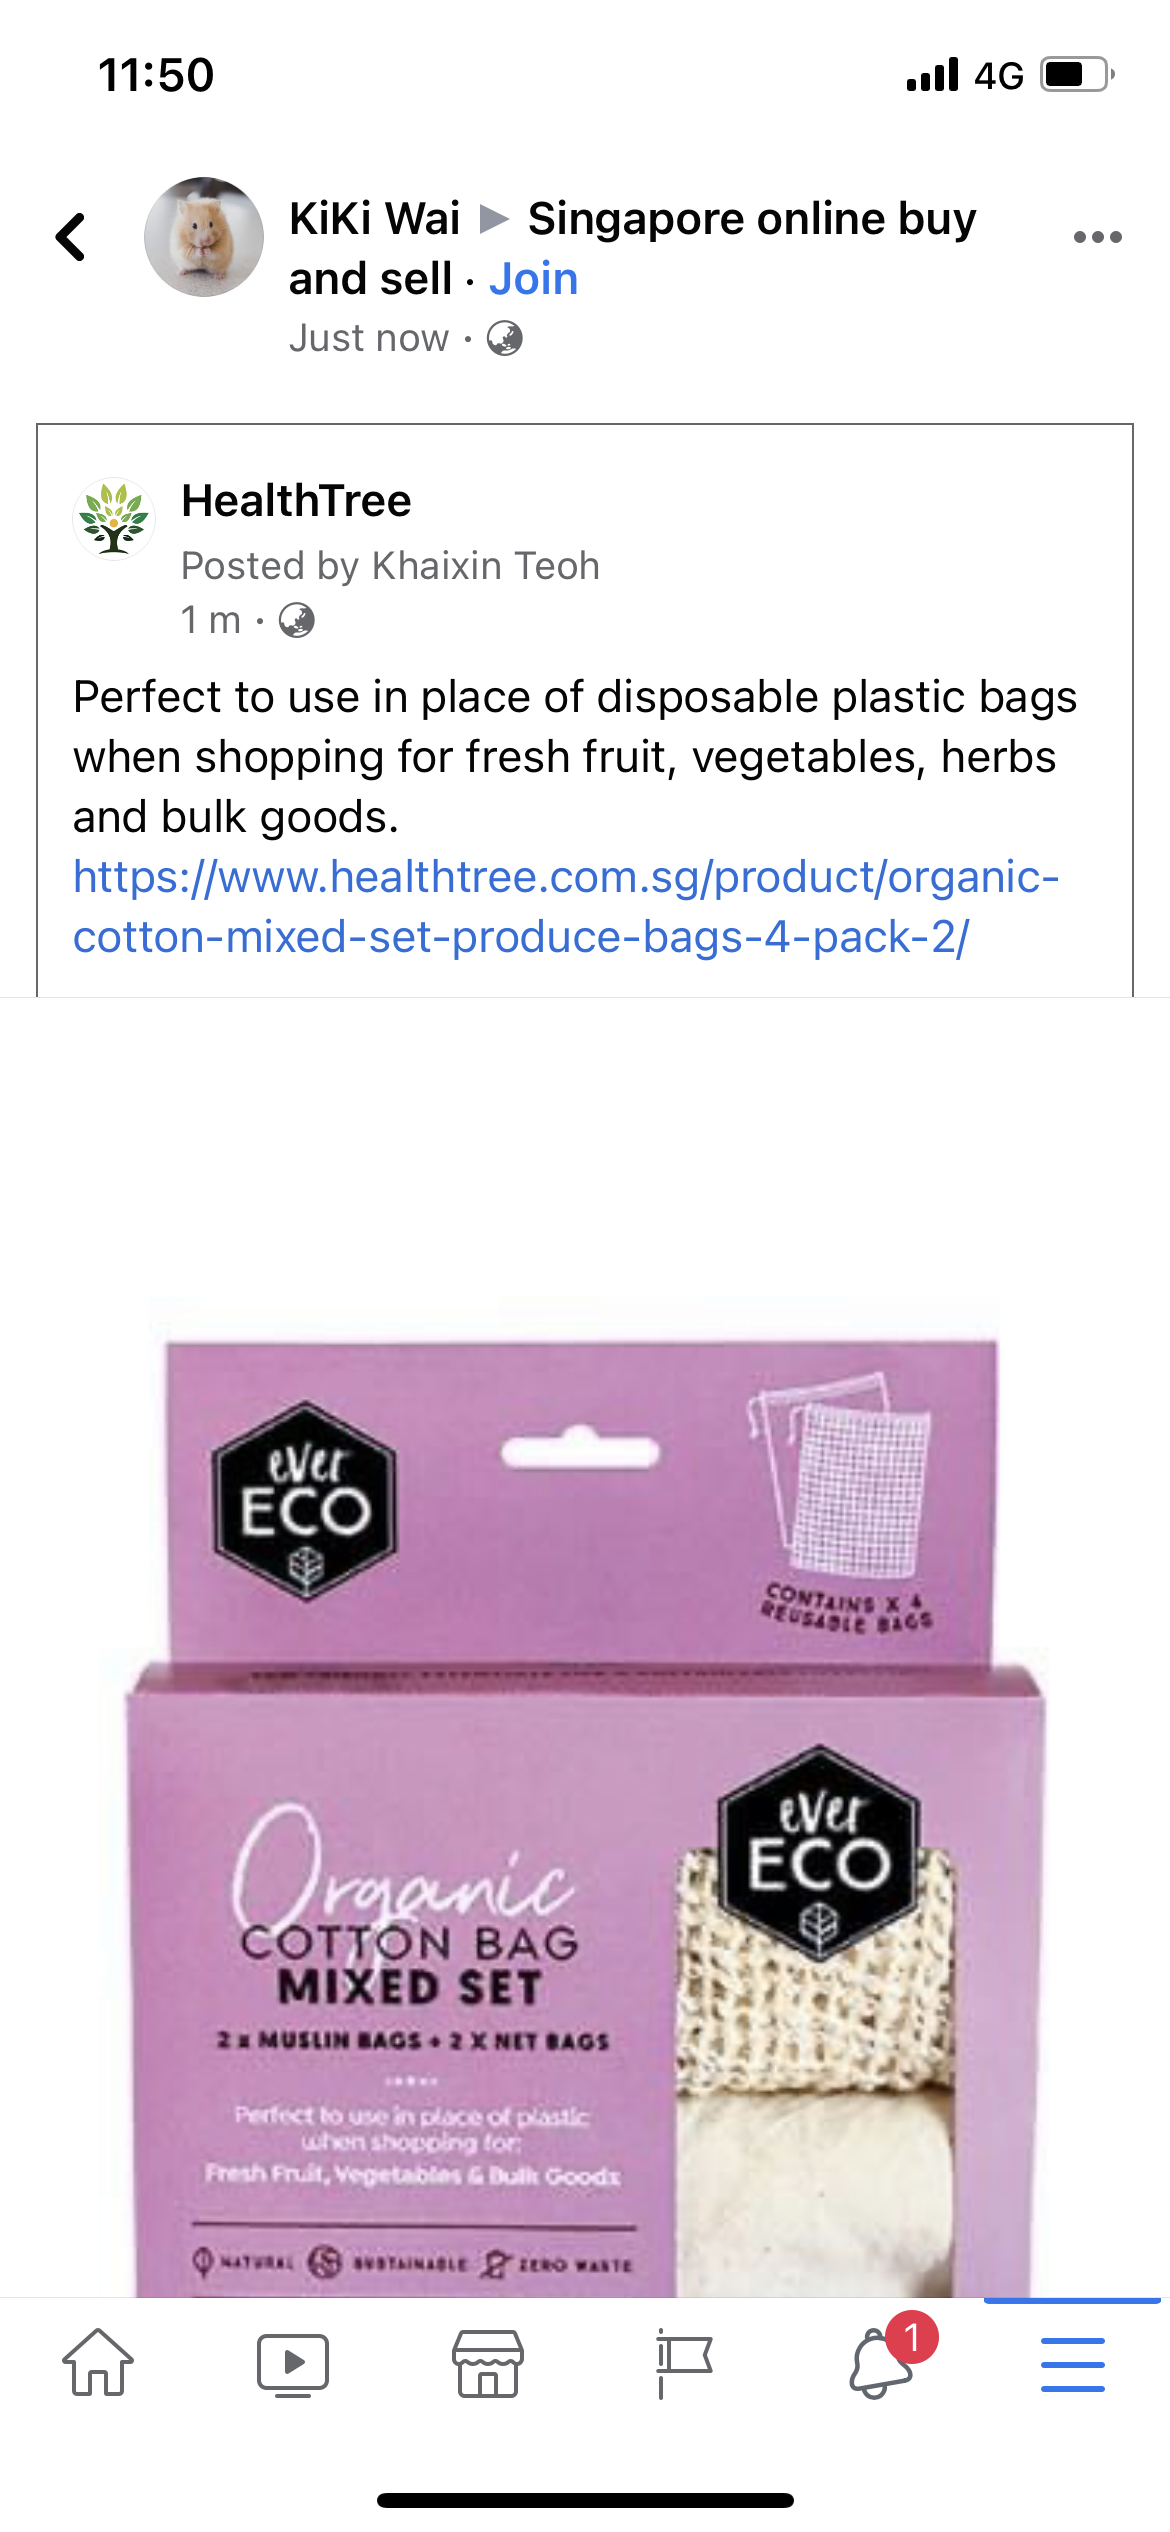 11:50
4G
KiKi Wai ▶ Singapore online buy
and sell · Join
Just now ·
HealthTree
Posted by Khaixin Teoh
1 m ·
Perfect to use in place of disposable plastic bags
when shopping for fresh fruit, vegetables, herbs
and bulk goods.
https://www.healthtree.com.sg/product/organic-
cotton-mixed-set-produce-bags-4-pack-2/
ever
ECO
CONTAINS X 4
REUSABLE BAGS
ever
ECO
Organic
COTTON BAG
MIXED SET
2 x MUSLIN BAGS + 2 X NET BAGS
Perfect to use in place of plastic
when shopping for:
Fresh Fruit, Vegetables & Bulk Goods
NATURAL SUSTAINABLE ZERO WASTE
1